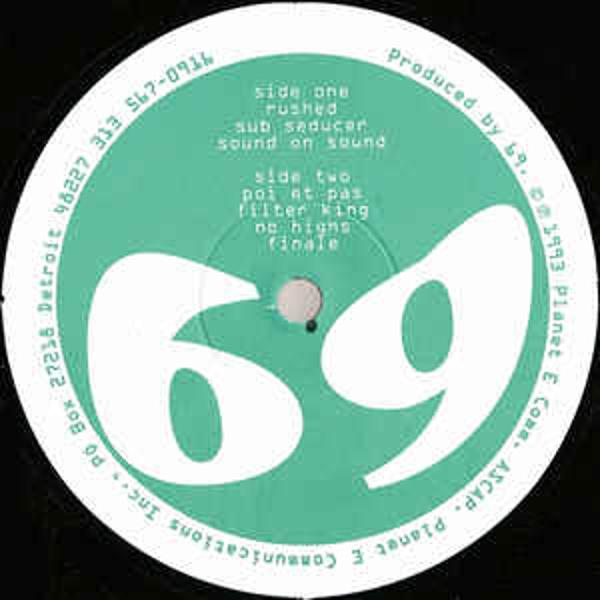 side one
rushed
sub seducer
sound on sound
side two
poi et pas
filter king
no highs
finale
69
Produced by 69. © ℗ 1993 Planet E Comm. ASCAP. Planet E Communications Inc., PO Box 27218 Detroit 48227 313 567-0916